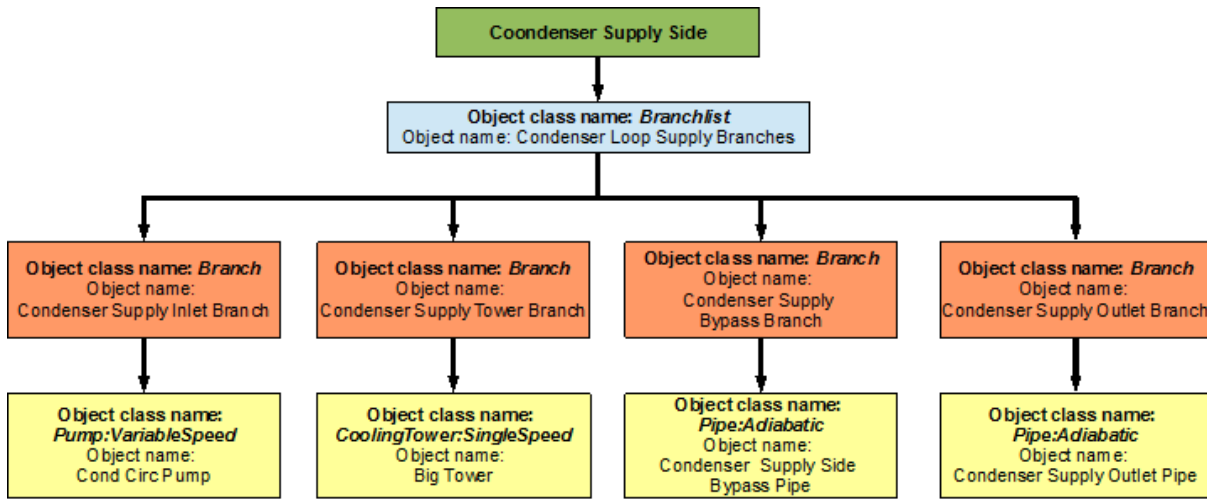 Coondenser Supply Side
Object class name: Branchlist
Object name: Condenser Loop Supply Branches
Object class name: Branch
Object name:
Condenser Supply Inlet Branch
Object class name: Branch
Object name:
Condenser Supply Tower Branch
Object class name: Branch
Object name:
Condenser Supply
Bypass Branch
Object class name: Branch
Object name:
Condenser Supply Outlet Branch
Object class name:
Pump:VariableSpeed
Object name:
Cond Circ Pump
Object class name:
CoolingTower:SingleSpeed
Object name:
Big Tower
Object class name:
Pipe:Adiabatic
Object name:
Condenser Supply Side
Bypass Pipe
Object class name:
Pipe:Adiabatic
Object name:
Condenser Supply Outlet Pipe